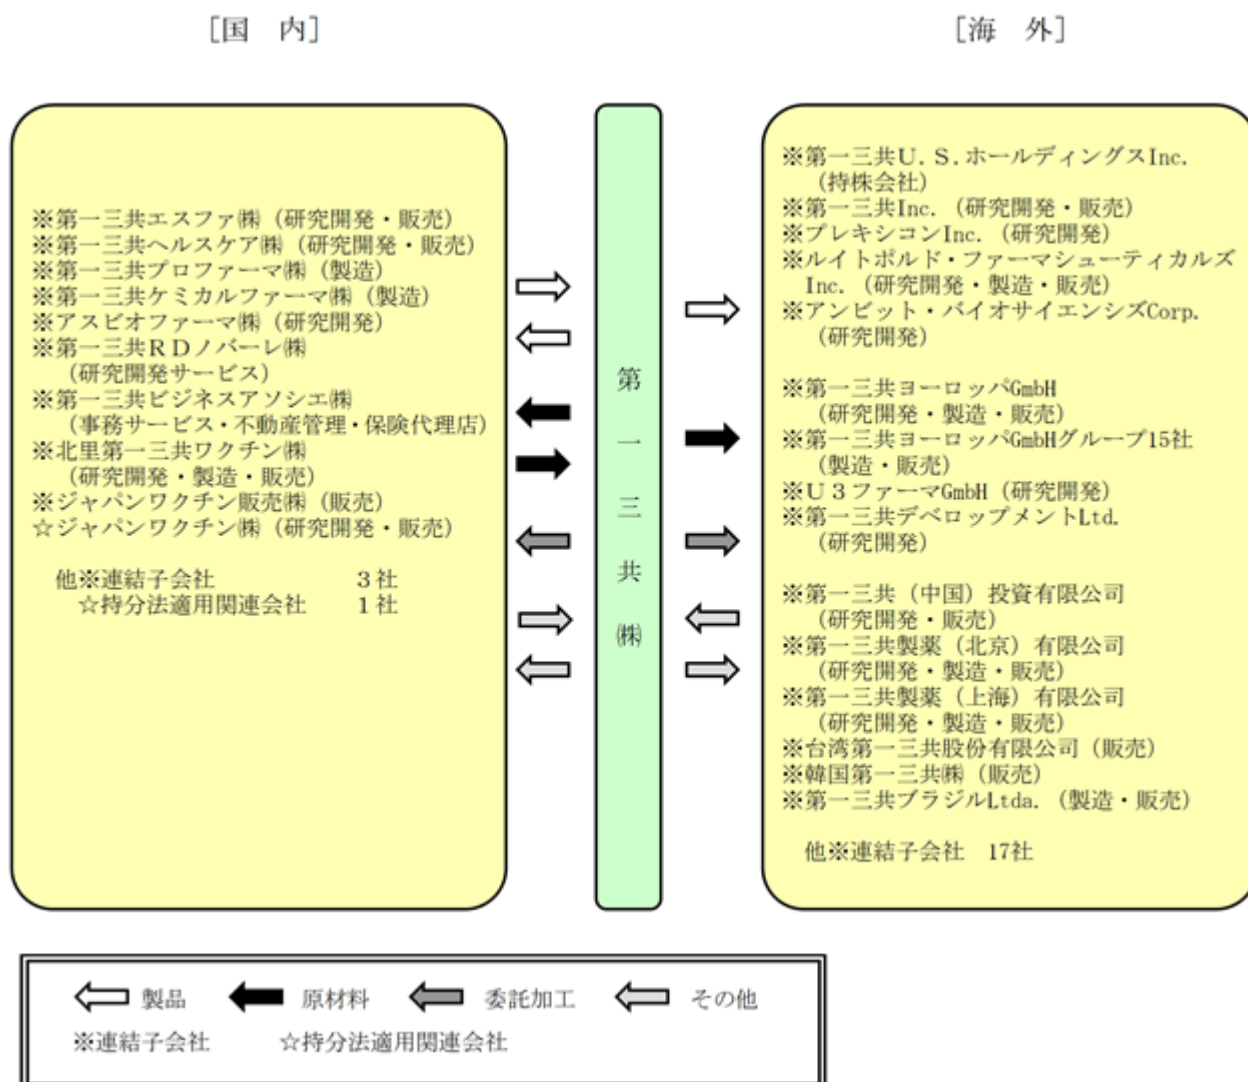 [国　内]
[海　外]
※第一三共エスファ㈱（研究開発・販売）
※第一三共ヘルスケア㈱（研究開発・販売）
※第一三共プロファーマ㈱（製造）
※第一三共ケミカルファーマ㈱（製造）
※アスビオファーマ㈱（研究開発）
※第一三共ＲＤノバーレ㈱
（研究開発サービス）
※第一三共ビジネスアソシエ㈱
（事務サービス・不動産管理・保険代理店）
※北里第一三共ワクチン㈱
（研究開発・製造・販売）
※ジャパンワクチン販売㈱（販売）
☆ジャパンワクチン㈱（研究開発・販売）
他※連結子会社　３社
☆持分法適用関連会社　１社
第一三共㈱
※第一三共Ｕ．Ｓ．ホールディングスInc.
（持株会社）
※第一三共Inc.（研究開発・販売）
※プレキシコンInc.（研究開発）
※ルイトポルド・ファーマシューティカルズ
Inc.（研究開発・製造・販売）
※アンビット・バイオサイエンシズCorp.
（研究開発）
※第一三共ヨーロッパGmbH
（研究開発・製造・販売）
※第一三共ヨーロッパGmbHグループ15社
（製造・販売）
※Ｕ３ファーマGmbH（研究開発）
※第一三共デベロップメントLtd.
（研究開発）
※第一三共（中国）投資有限公司
（研究開発・販売）
※第一三共製薬（北京）有限公司
（研究開発・製造・販売）
※第一三共製薬（上海）有限公司
（研究開発・製造・販売）
※台湾第一三共股份有限公司（販売）
※韓国第一三共㈱（販売）
※第一三共ブラジルLtda.（製造・販売）
他※連結子会社　17社
製品　原材料　委託加工　その他
※連結子会社　☆持分法適用関連会社